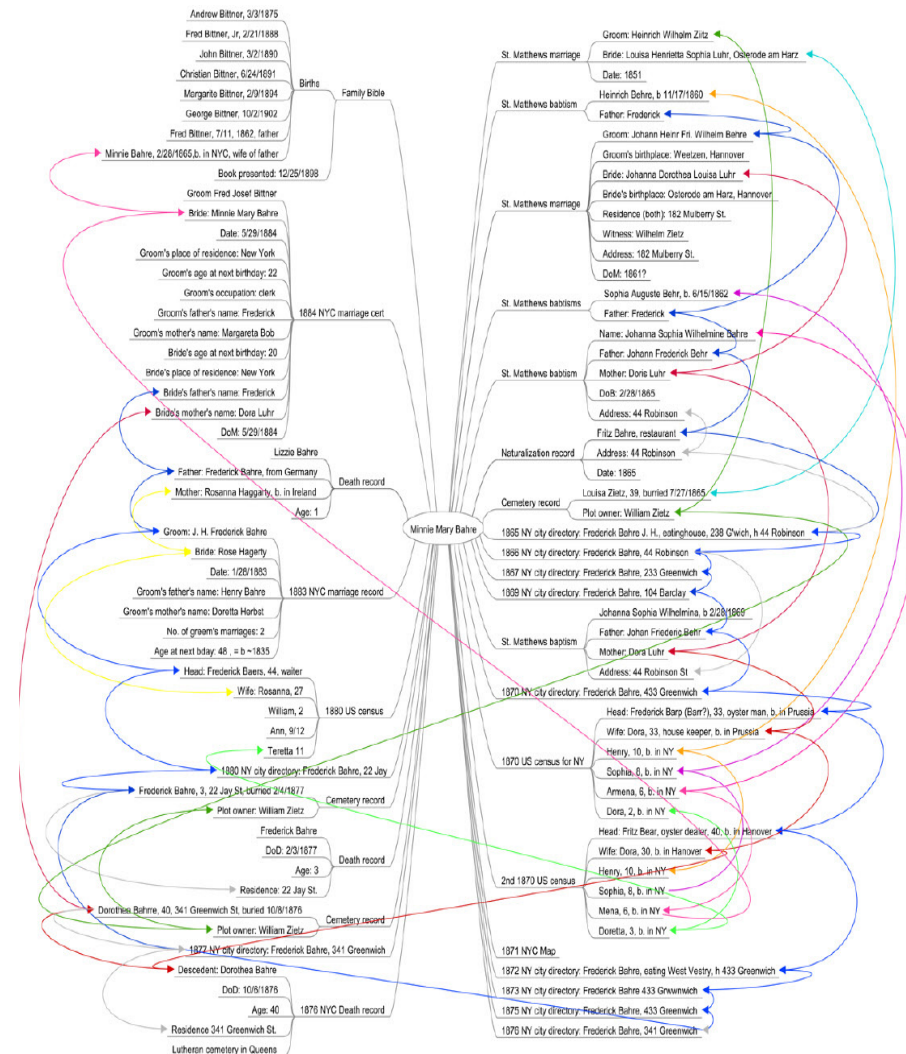 Andrew Bittner, 3/3/1875
Fred Bittner, Jr, 2/21/1888
John Bittner, 3/2/1890
Christian Bittner, 6/24/1891
Margarite Bittner, 2/9/1894
George Bittner, 10/2/1902
Fred Bittner, 7/11, 1862, father
Minnie Bahre, 2/28/1865,b. in NYC, wife of father
Births
Book presented: 12/25/1898
Family Bible
Groom Fred Josef Bittner
Bride: Minnie Mary Bahre
Date: 5/29/1884
Groom's place of residence: New York
Groom's age at next birthday: 22
Groom's occupation: clerk
Groom's father's name: Frederick
Groom's mother's name: Margareta Bob
Bride's age at next birthday: 20
Bride's place of residence: New York
Bride's father's name: Frederick
Bride's mother's name: Dora Luhr
DoM: 5/29/1884
1884 NYC marriage cert
Lizzie Bahre
Father: Frederick Bahre, from Germany
Mother: Rosanna Haggarty, b. in Ireland
Age: 1
Death record
Groom: J. H. Frederick Bahre
Bride: Rose Hagerty
Date: 1/28/1883
Groom's father's name: Henry Bahre
Groom's mother's name: Doretta Herbst
No. of greem's marriages: 2
Age at next bday: 48 , = b ~1835
1883 NYC marriage record
Head: Frederick Baers, 44, waiter
Wife: Rosanna, 27
William, 2
Ann, 9/12
Teretta 11
1880 US census
1880 NY city directory: Frederick Bahre, 22 Jay
Frederick Bahre, 3, 22 Jay St, burried 2/4/1877
Plot owner: William Zietz
Cemetery record
Frederick Bahre
DoD: 2/3/1877
Age: 3
Residence: 22 Jay St.
Death record
Dorothea Bahre, 40, 341 Greenwich St, buried 10/8/1876
Plot owner: William Zietz
Cemetery record
1877 NY city directory: Frederick Bahre, 341 Greenwich
Descedent: Dorothea Bahre
DoD: 10/6/1876
Age: 40
Residence 341 Greenwich St.
Lutheran cemetery in Queens
1876 NYC Death record
Minnie Mary Bahre
St. Matthews marriage
Groom: Heinrich Wilhelm Ziitz
Bride: Louisa Henrietta Sophia Luhr, Osterode am Harz
Date: 1851
St. Matthews babtism
Heinrich Behre, b 11/17/1860
Father: Frederick
St. Matthews marriage
Groom: Johann Heinr Fri. Wilhelm Behre
Groom's birthplace: Weetzen, Hannover
Bride: Johanna Dorothea Louisa Luhr
Bride's birthplace: Osterode am Harz, Hannover
Residence (both): 182 Mulberry St.
Witness: Wilhelm Zietz
Address: 182 Mulberry St.
DoM: 1861?
St. Matthews babtisms
Sophia Auguste Behr, b. 6/15/1862
Father: Frederick
St. Matthews babtism
Name: Johanna Sophia Wilhelmine Bahre
Father: Johann Frederick Behr
Mother: Doris Luhr
DoB: 2/28/1865
Address: 44 Robinson
Naturalization record
Fritz Bahre, restaurant
Address: 44 Robinson
Date: 1865
Cemetery record
Louisa Zietz, 39, burried 7/27/1865
Plot owner: William Zietz
1865 NY city directory: Frederick Bahre J. H., eatinghouse, 238 G'wich, h 44 Robinson
1866 NY city directory: Frederick Bahre, 44 Robinson
1867 NY city directory: Frederick Bahre, 233 Greenwich
1869 NY city directory: Frederick Bahre, 104 Barclay
St. Matthews baptism
Johanna Sophia Wilhelmina, b 2/28/1869
Father: Johan Frederic Behr
Mother: Dora Luhr
Address: 44 Robinson St
1870 NY city directory: Frederick Bahre, 433 Greenwich
1870 US census for NY
Head: Frederick Barp (Barr?), 33, oyster man, b. in Prussia
Wife: Dora, 33, house keeper, b. in Prussia
Henry, 10, b. in NY
Sophia, 8, b. in NY
Armena, 6, b. in NY
Dora, 2, b. in NY
2nd 1870 US census
Head: Fritz Bear, oyster dealer, 40, b. in Hanover
Wife: Dora, 30, b. in Hanover
Henry, 10, b. in NY
Sophia, 8, b. in NY
Mena, 6, b. in NY
Doretta, 3, b. in NY
1871 NYC Map
1872 NY city directory: Frederick Bahre, eating West Vestry, h 433 Greenwich
1873 NY city directory: Frederick Bahre 433 Gnwunwich
1875 NY city directory: Frederick Bahre, 433 Greenwich
1876 NY city directory: Frederick Bahre, 341 Greenwich